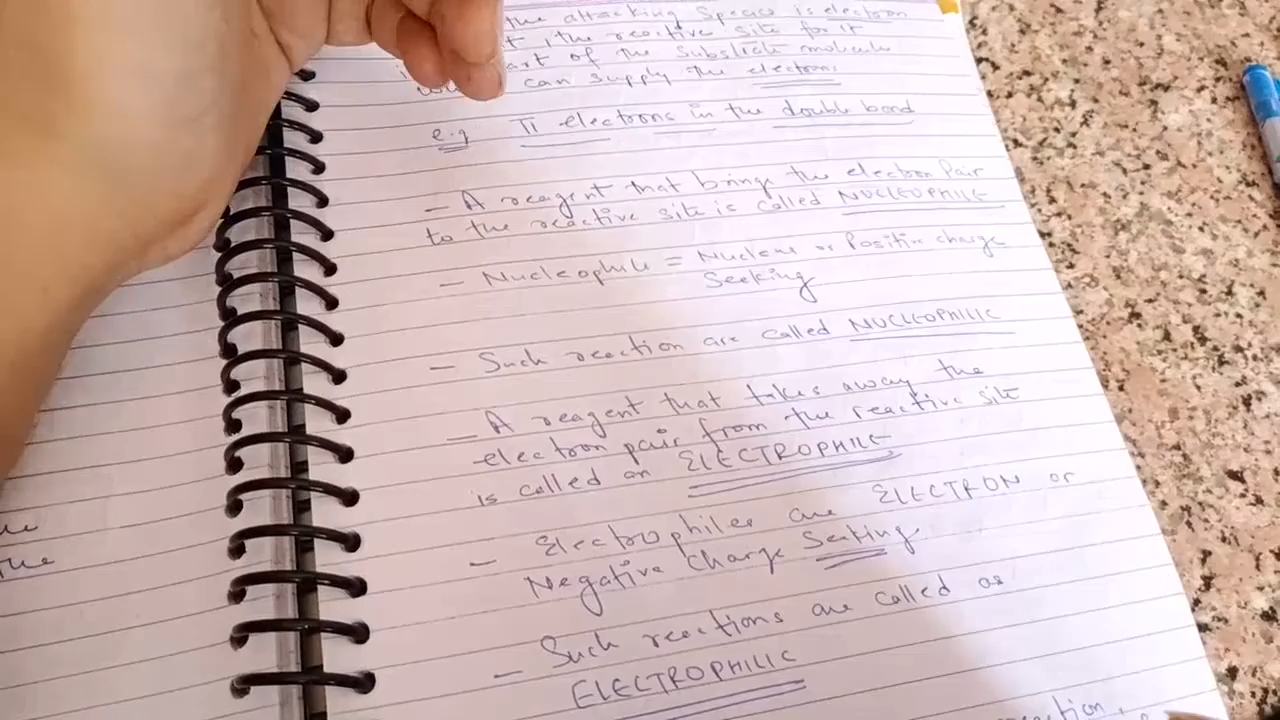 the attacking Species is electron
t, the reactive site for it
art of the Substrate molecule
can supply the electrons
e.g π electrons in the double bond
- A reagent that brings the electron Pair
to the reactive site is called NUCLEOPHILE
- Nucleophile = Nucleus or Positive charge
Seeking
- Such reaction are called NUCLEOPHILIC
- A reagent that takes away the
electron pair from the reactive site
is called an ELECTROPHILE
- Electrophiles are ELECTRON or
Negative Charge Seeking
- Such reactions are called as
ELECTROPHILIC
the